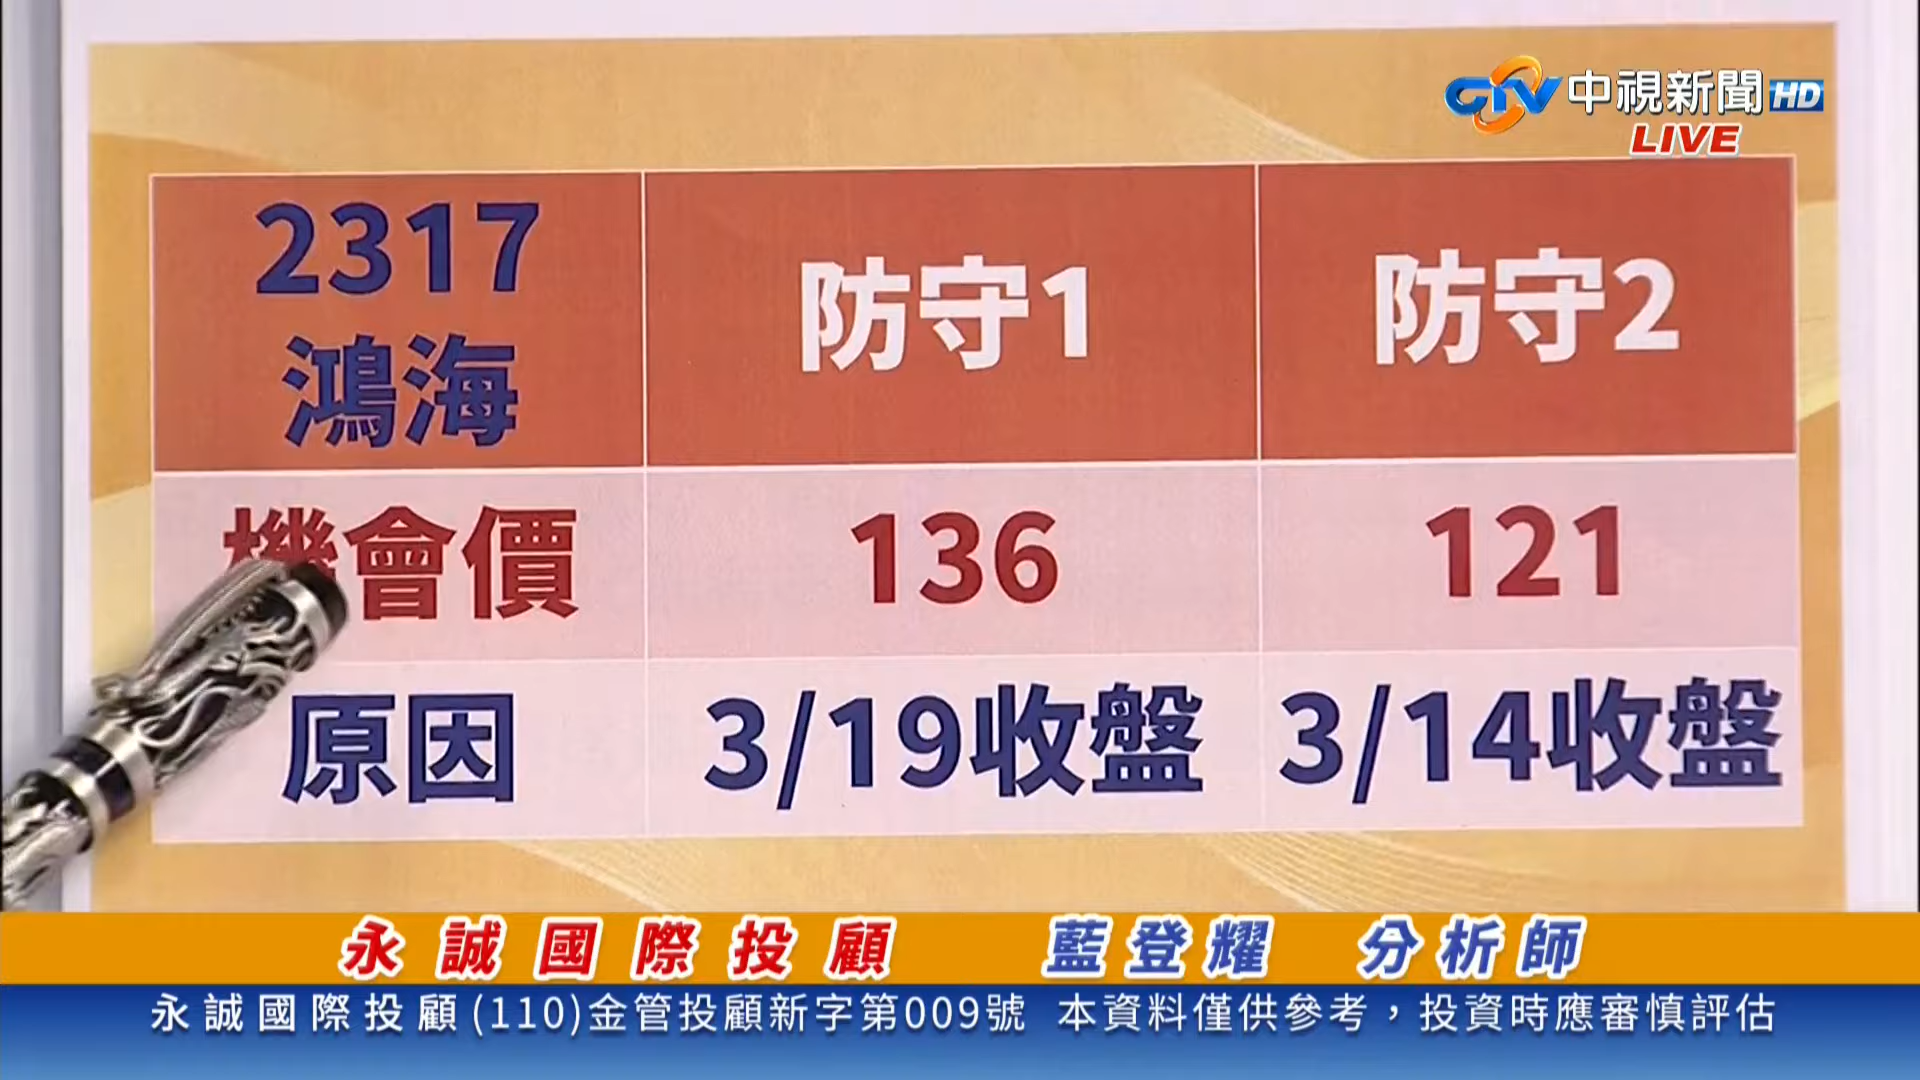 CTV 中視新聞 HD
LIVE
2317
鴻海
防守1
防守2
機會價
136
121
原因
3/19收盤
3/14收盤
永誠國際投顧 藍登耀 分析師
永誠國際投顧(110)金管投顧新字第009號 本資料僅供參考，投資時應審慎評估